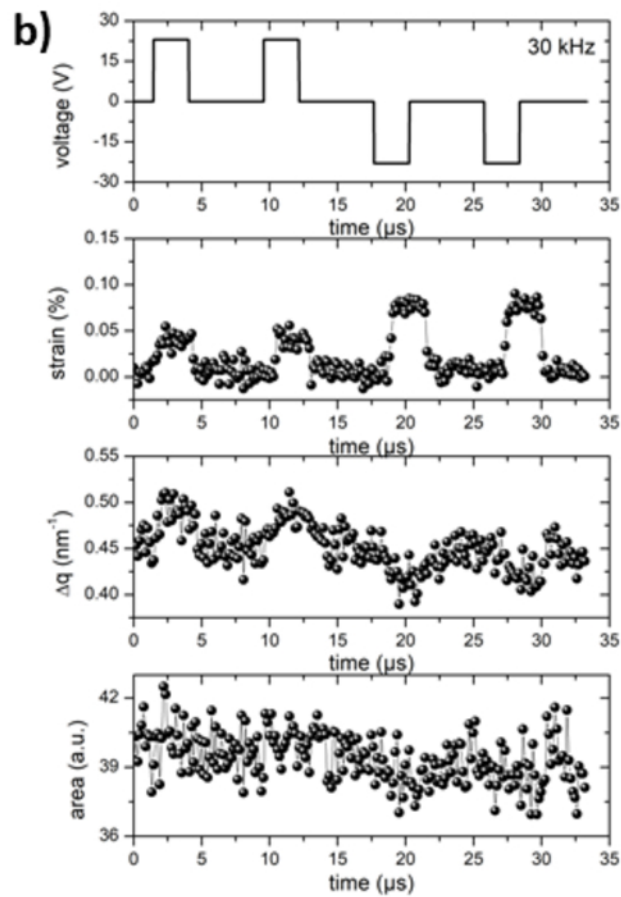 b)
30 kHz
voltage (V)
30
15
0
-15
-30
0 5 10 15 20 25 30 35
time (µs)
strain (%)
0.15
0.10
0.05
0.00
0 5 10 15 20 25 30 35
time (µs)
Δq (nm⁻¹)
0.55
0.50
0.45
0.40
0 5 10 15 20 25 30 35
time (µs)
area (a.u.)
42
39
36
0 5 10 15 20 25 30 35
time (µs)